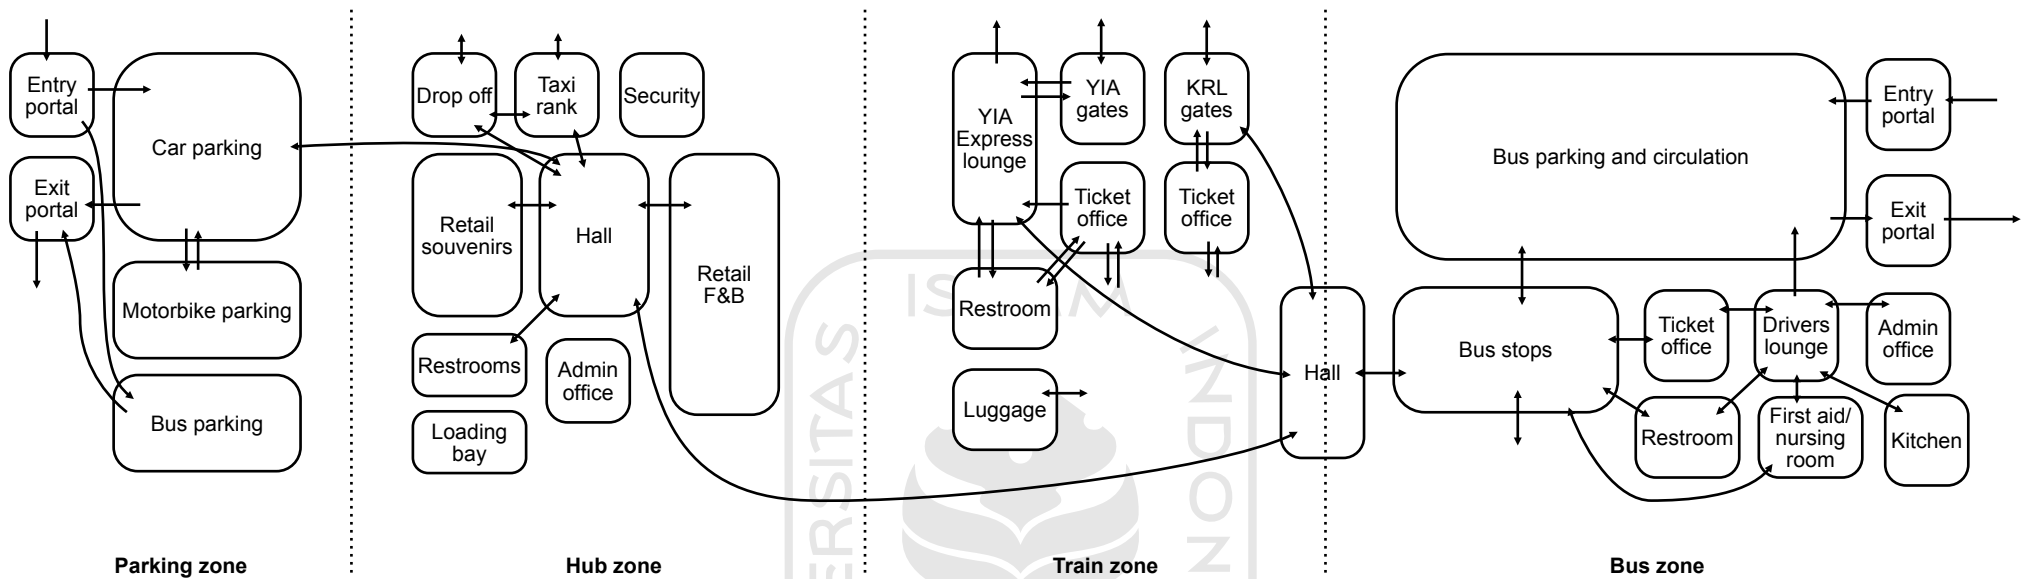 Entry
portal
Exit
portal
Car parking
Motorbike parking
Bus parking
Parking zone
Drop off
Taxi
rank
Security
Retail
souvenirs
Hall
Retail
F&B
Restrooms
Admin
office
Loading
bay
Hub zone
YIA
Express
lounge
YIA
gates
KRL
gates
Ticket
office
Ticket
office
Restroom
Luggage
Hall
Train zone
Bus parking and circulation
Entry
portal
Exit
portal
Bus stops
Ticket
office
Drivers
lounge
Admin
office
Restroom
First aid/
nursing
room
Kitchen
Bus zone
ISLAM